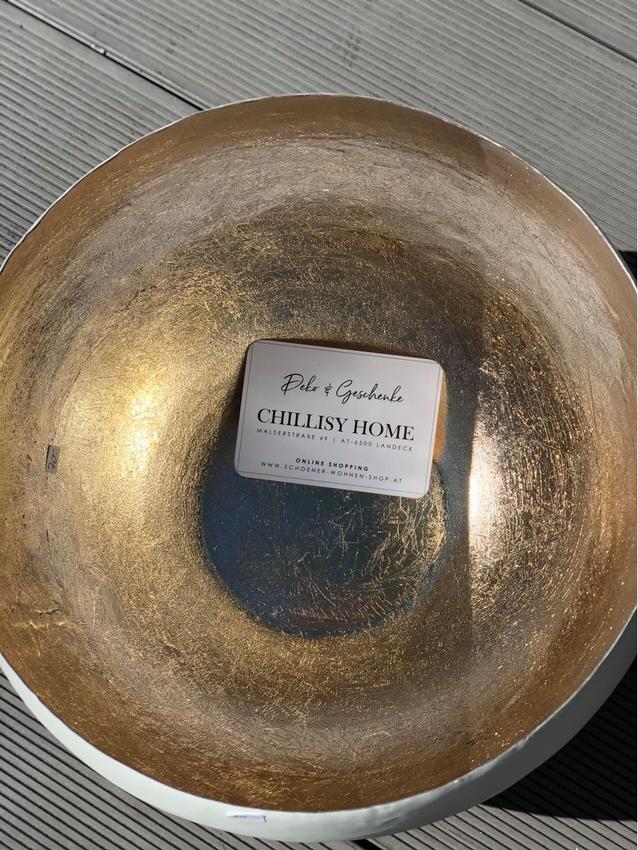 Deko & Geschenke
CHILLISY HOME
MALSERSTRAßE 49 | AT-6500 LANDECK
ONLINE SHOPPING
WWW.SCHOENER-WOHNEN-SHOP.AT